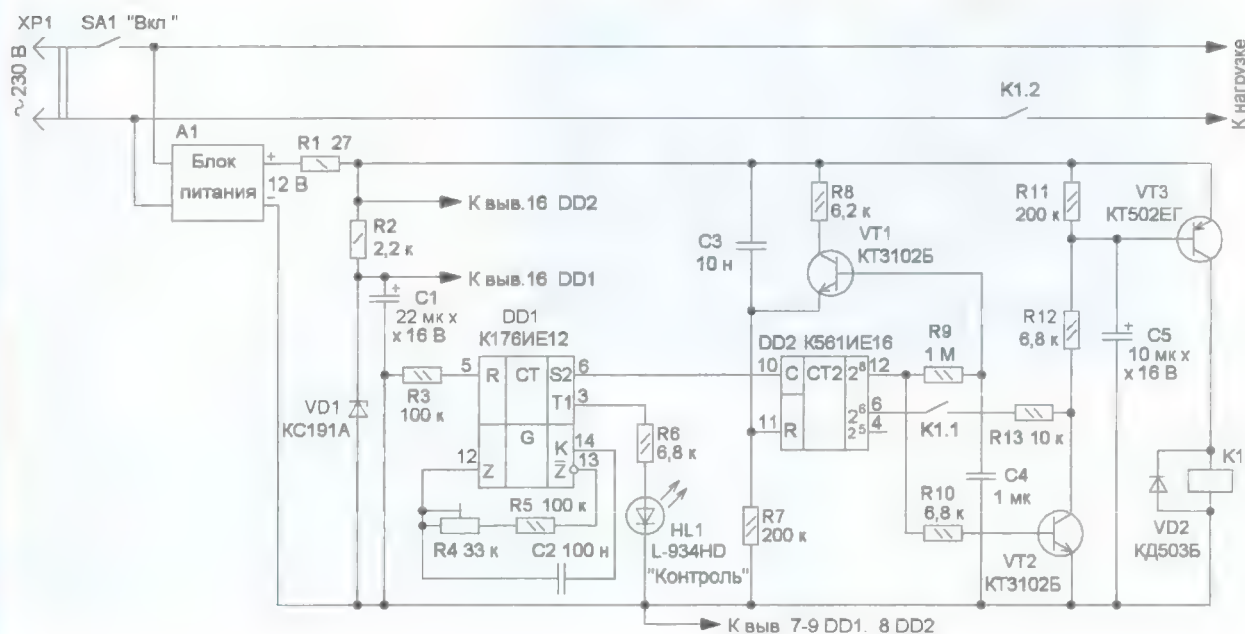 XP1
SA1 "Вкл "
~230 В
К нагрузке
K1.2
A1
Блок
питания
+
12 В
-
R1 27
К выв.16 DD2
R2
2,2 к
К выв.16 DD1
+
C1
22 мк х
х 16 В
VD1
КС191А
R3
100 к
DD1
К176ИЕ12
5
R
CT
S2
6
T1
3
G
K
14
12
Z
Z
13
R4 33 к
R5 100 к
C2 100 н
R6
6,8 к
HL1
L-934HD
"Контроль"
C3
10 н
R7
200 к
R8
6,2 к
VT1
КТ3102Б
DD2 К561ИЕ16
10
C
CT2
2⁸
12
2⁶
6
11
R
2⁵
4
R9
1 М
K1.1
R13 10 к
R10
6,8 к
C4
1 мк
VT2
КТ3102Б
R11
200 к
R12
6,8 к
VT3
КТ502ЕГ
+
C5
10 мк х
х 16 В
K1
VD2
КД503Б
К выв 7-9 DD1. 8 DD2